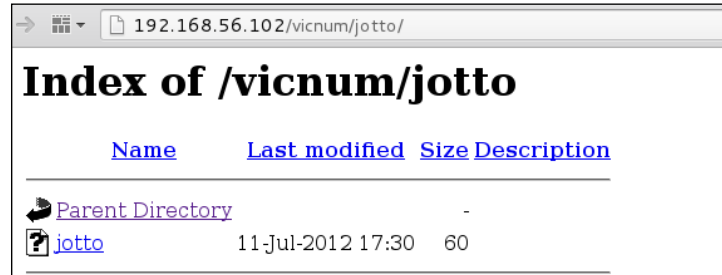 192.168.56.102/vicnum/jotto/
Index of /vicnum/jotto
Name Last modified Size Description
Parent Directory -
jotto 11-Jul-2012 17:30 60